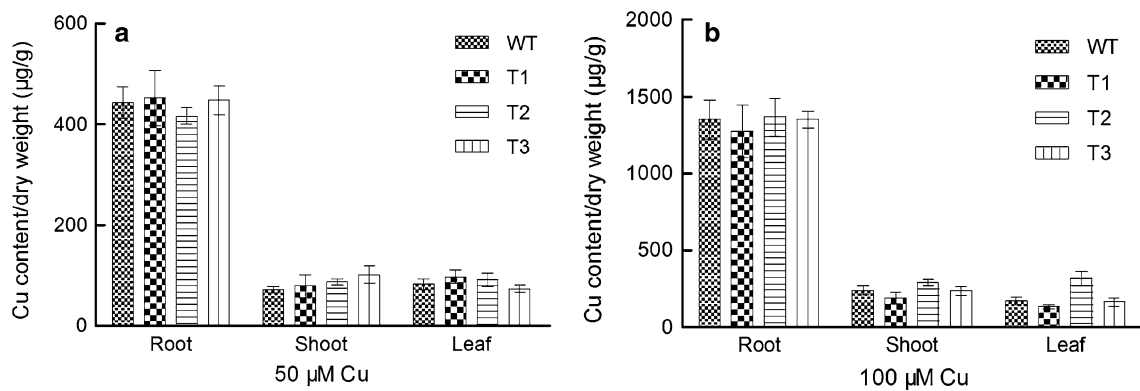 a
Cu content/dry weight (μg/g)
600
400
200
0
WT
T1
T2
T3
Root Shoot Leaf
50 μM Cu
b
Cu content/dry weight (μg/g)
2000
1500
1000
500
0
WT
T1
T2
T3
Root Shoot Leaf
100 μM Cu